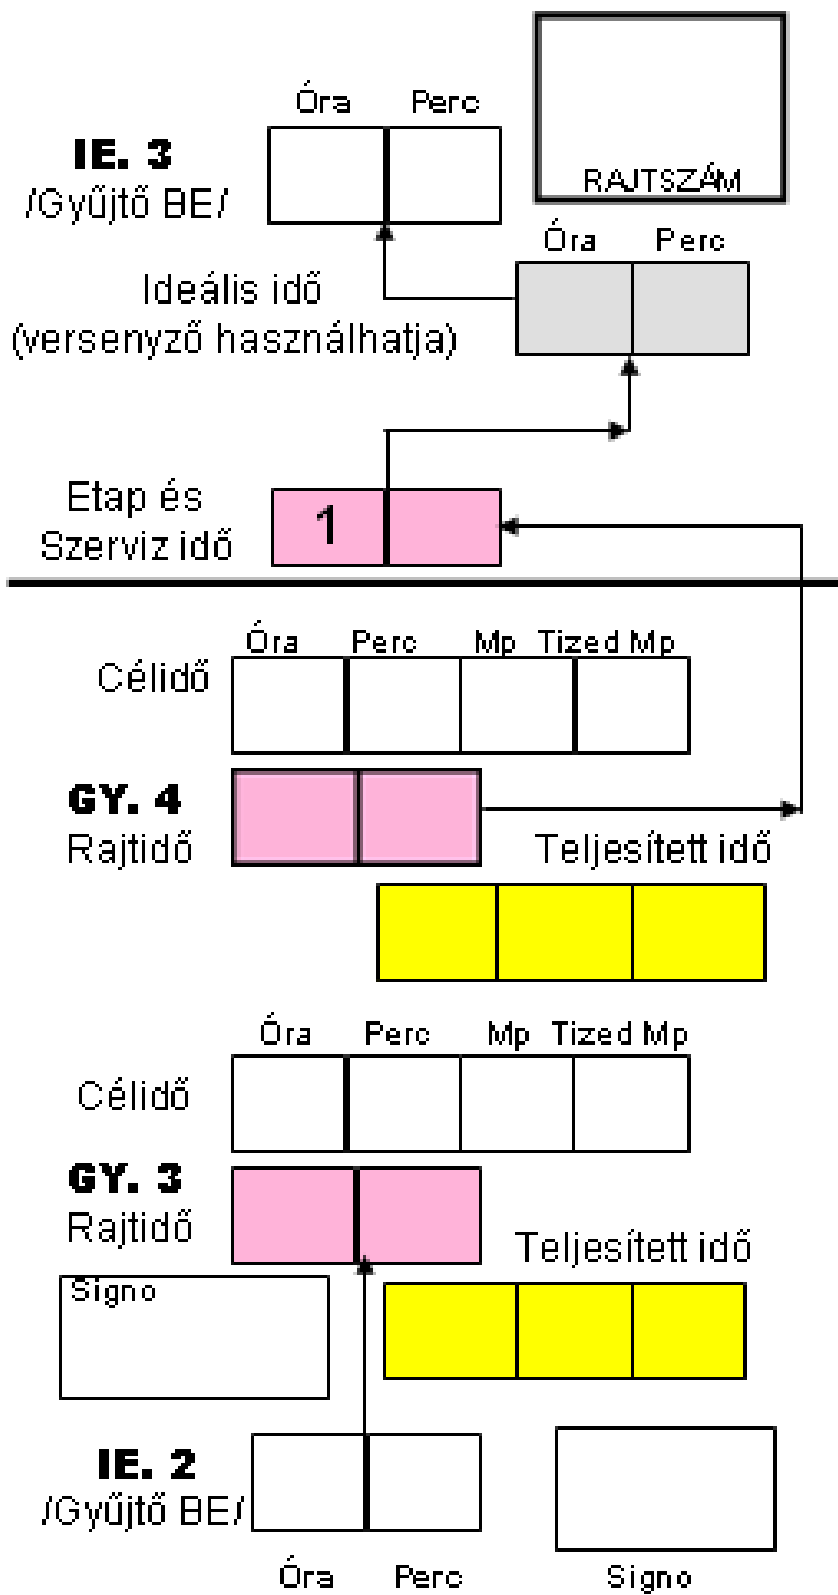 Óra Perc
IE. 3
/Gyűjtő BE/
RAJTSZÁM
Óra Perc
Ideális idő
(versenyző használhatja)
Etap és
Szerviz idő
1
Óra Perc Mp Tized Mp
Célidő
GY. 4
Rajtidő
Teljesített idő
Óra Perc Mp Tized Mp
Célidő
GY. 3
Rajtidő
Teljesített idő
Signo
IE. 2
/Gyűjtő BE/
Óra Perc Signo